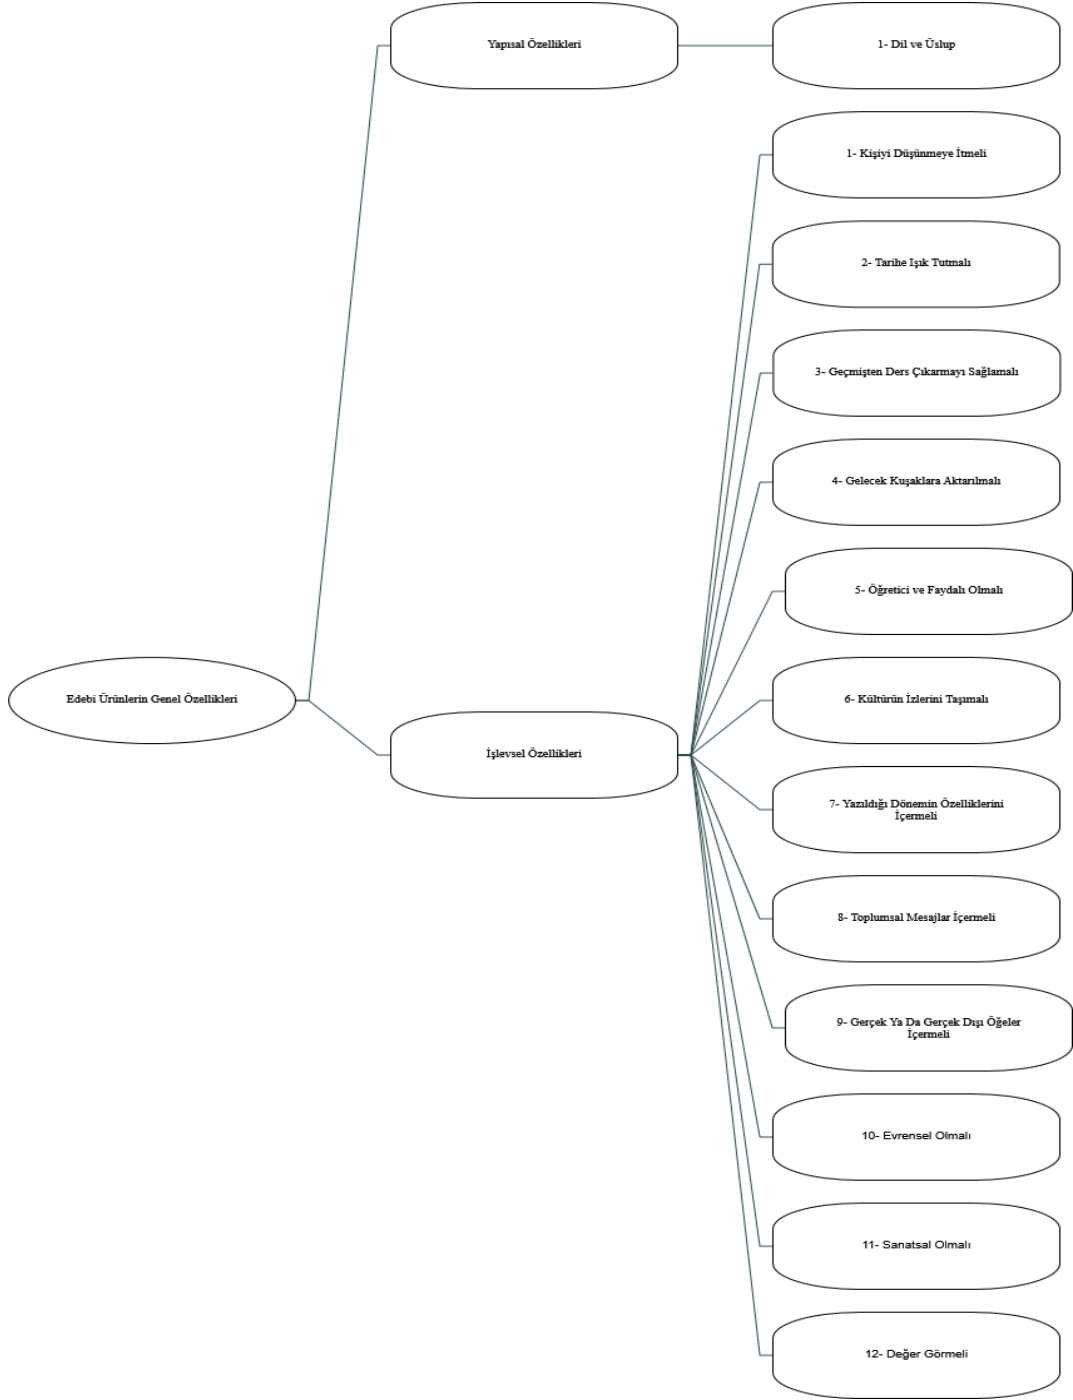 Yapısal Özellikleri
1- Dil ve Üslup
1- Kişiyi Düşünmeye İtmeli
2- Tarihe Işık Tutmalı
3- Geçmişten Ders Çıkarmayı Sağlamalı
4- Gelecek Kuşaklara Aktarılmalı
5- Öğretici ve Faydalı Olmalı
Edebi Ürünlerin Genel Özellikleri
6- Kültürün İzlerini Taşımalı
İşlevsel Özellikleri
7- Yazıldığı Dönemin Özelliklerini
İçermeli
8- Toplumsal Mesajlar İçermeli
9- Gerçek Ya Da Gerçek Dışı Öğeler
İçermeli
10- Evrensel Olmalı
11- Sanatsal Olmalı
12- Değer Görmeli